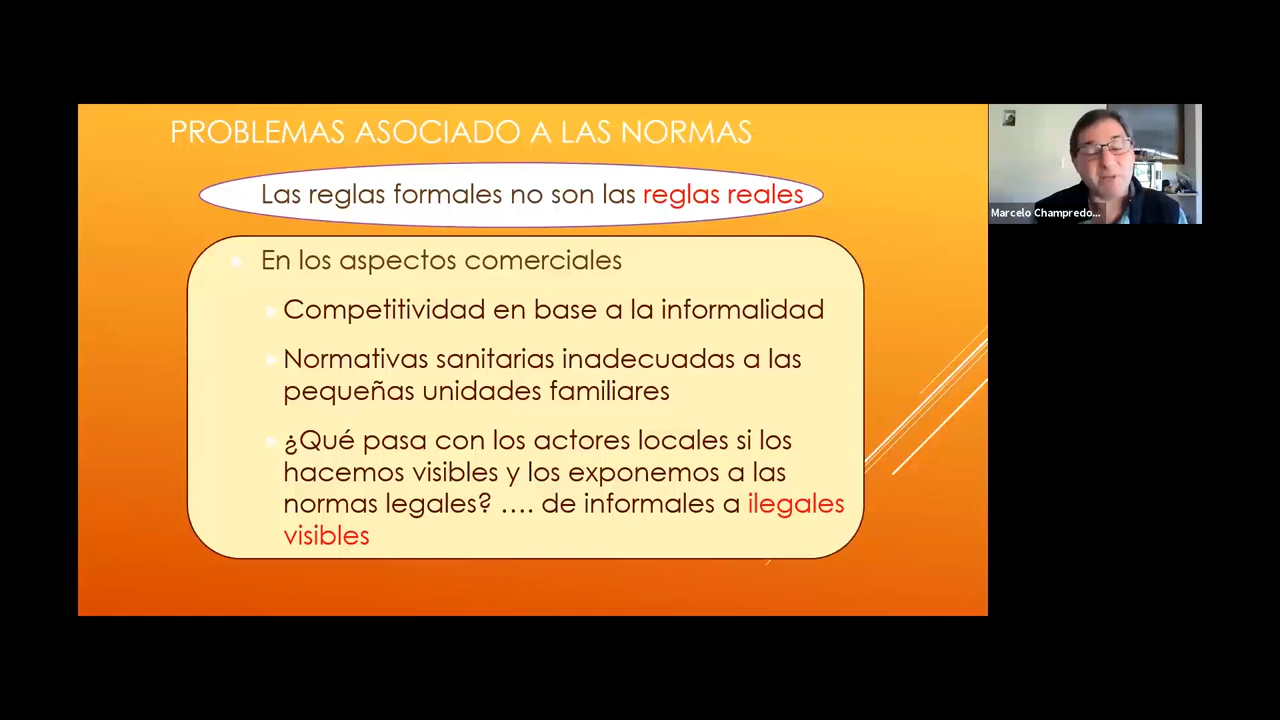 PROBLEMAS ASOCIADO A LAS NORMAS
Las reglas formales no son las reglas reales
En los aspectos comerciales
Competitividad en base a la informalidad
Normativas sanitarias inadecuadas a las
pequeñas unidades familiares
¿Qué pasa con los actores locales si los
hacemos visibles y los exponemos a las
normas legales? .... de informales a ilegales
visibles
Marcelo Champredo...